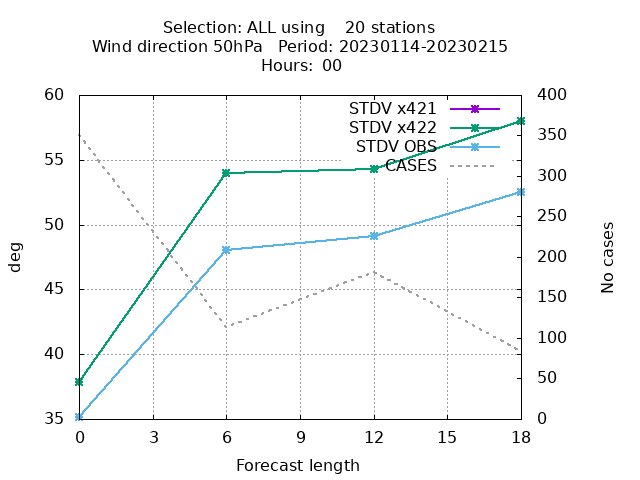 Selection: ALL using    20 stations
Wind direction 50hPa   Period: 20230114-20230215
Hours: 00
STDV x421
STDV x422
STDV OBS
CASES
60
55
50
45
40
35
400
350
300
250
200
150
100
50
0
deg
No cases
0 3 6 9 12 15 18
Forecast length